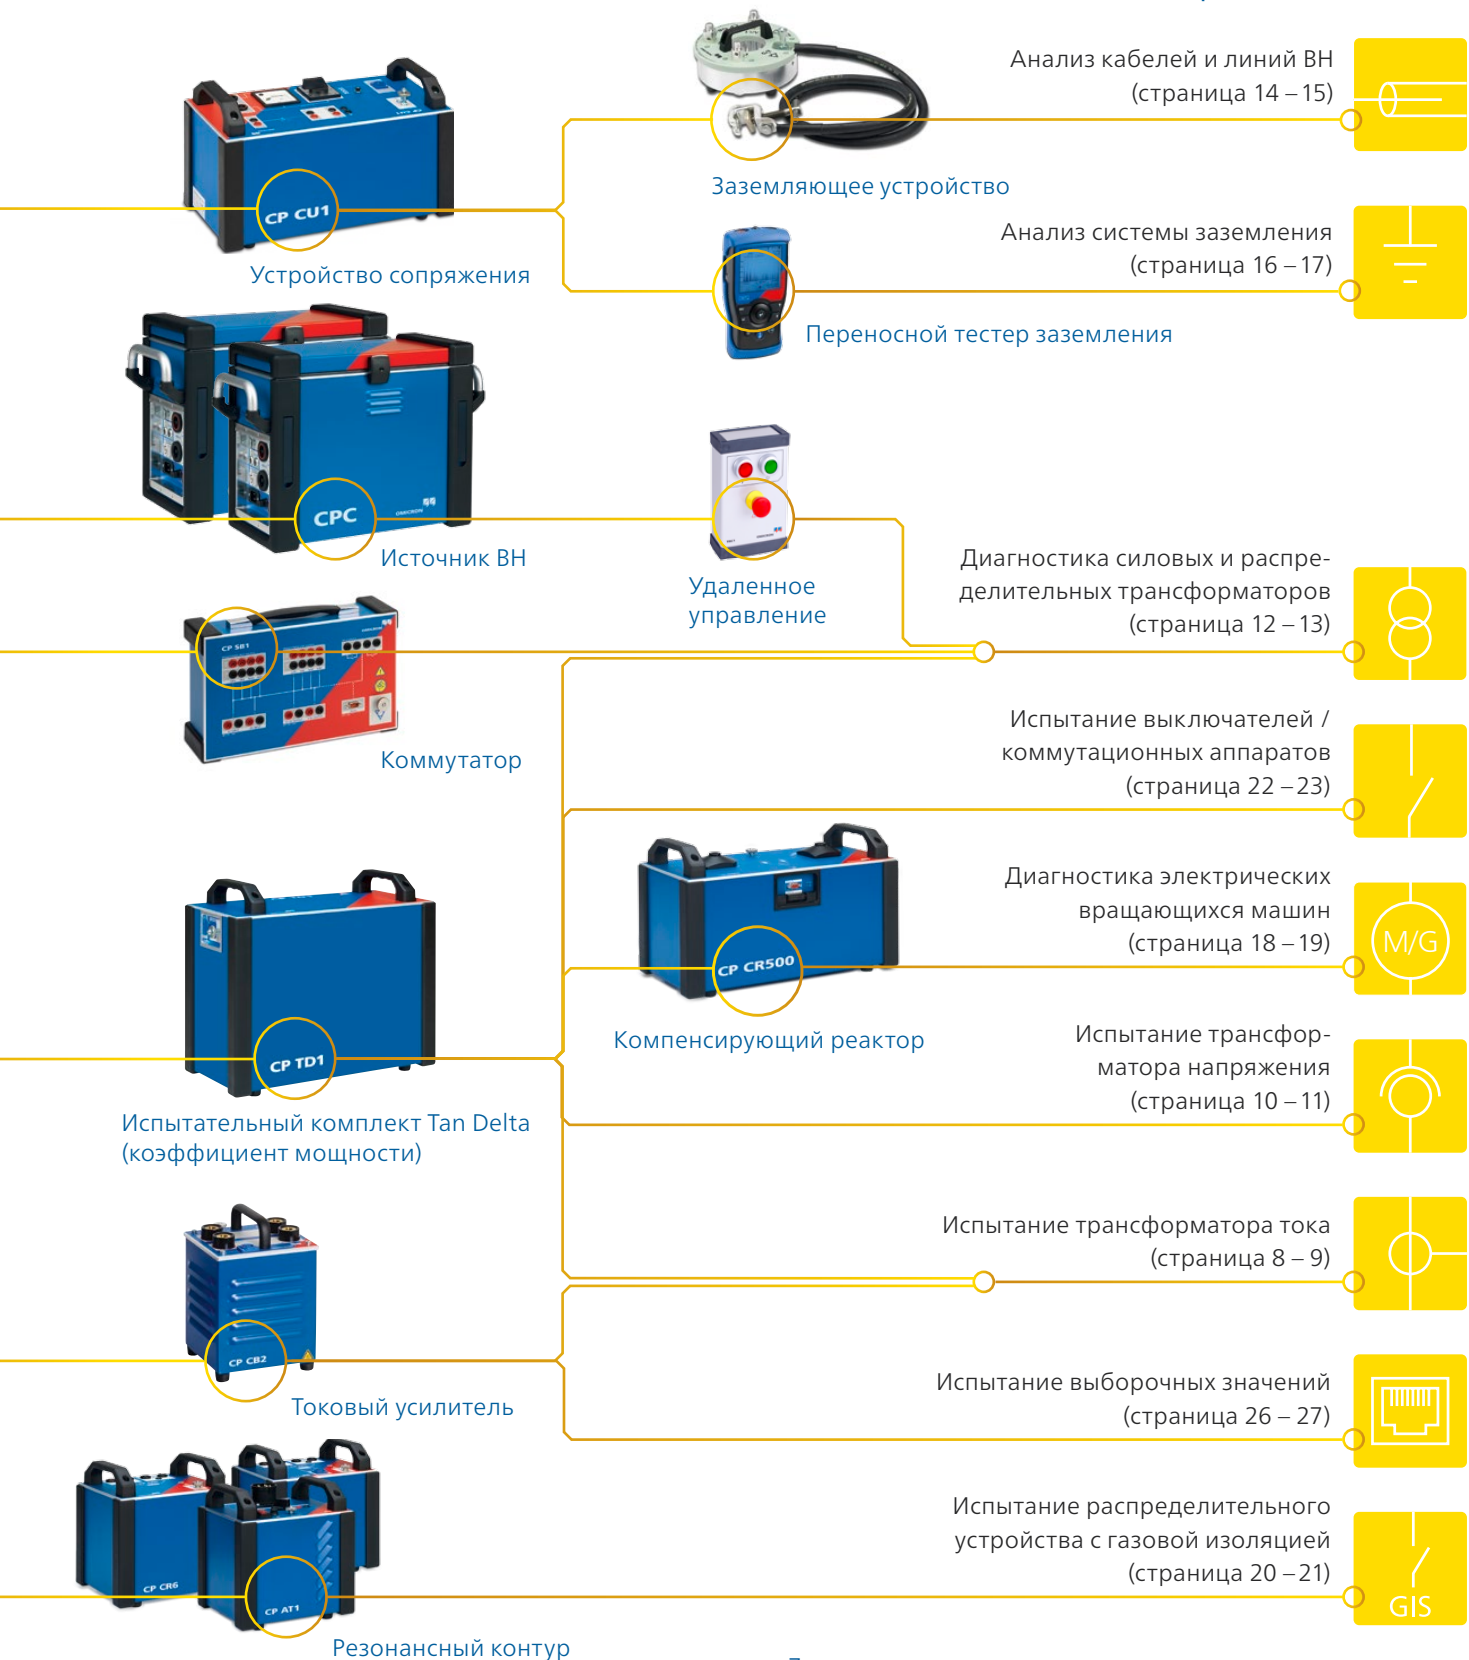 Анализ кабелей и линий ВН
(страница 14 – 15)
Заземляющее устройство
CP CU1
Анализ системы заземления
(страница 16 – 17)
Устройство сопряжения
Переносной тестер заземления
CPC
OMICRON
Источник ВН
Удаленное
управление
Диагностика силовых и распре-
делительных трансформаторов
(страница 12 – 13)
CP SB1
Коммутатор
Испытание выключателей /
коммутационных аппаратов
(страница 22 – 23)
Диагностика электрических
вращающихся машин
(страница 18 – 19)
M/G
CP CR500
Компенсирующий реактор
CP TD1
Испытательный комплект Tan Delta
(коэффициент мощности)
Испытание трансфор-
матора напряжения
(страница 10 – 11)
Испытание трансформатора тока
(страница 8 – 9)
CP CB2
Токовый усилитель
Испытание выборочных значений
(страница 26 – 27)
Испытание распределительного
устройства с газовой изоляцией
(страница 20 – 21)
GIS
CP CR6
CP AT1
Резонансный контур